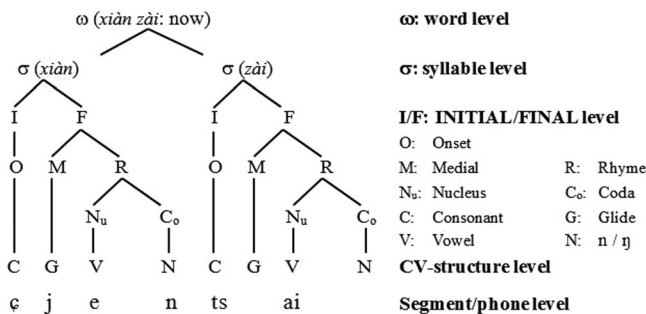 ω (xiàn zài: now) ω: word level
σ (xiàn) σ (zài) σ: syllable level
I F I F I/F: INITIAL/FINAL level
O: Onset
O M R O M R M: Medial R: Rhyme
Nᵤ Cₒ Nᵤ Cₒ Nᵤ: Nucleus Cₒ: Coda
C: Consonant G: Glide
V: Vowel N: n / ŋ
C G V N C G V N CV-structure level
ç j e n ts ai Segment/phone level